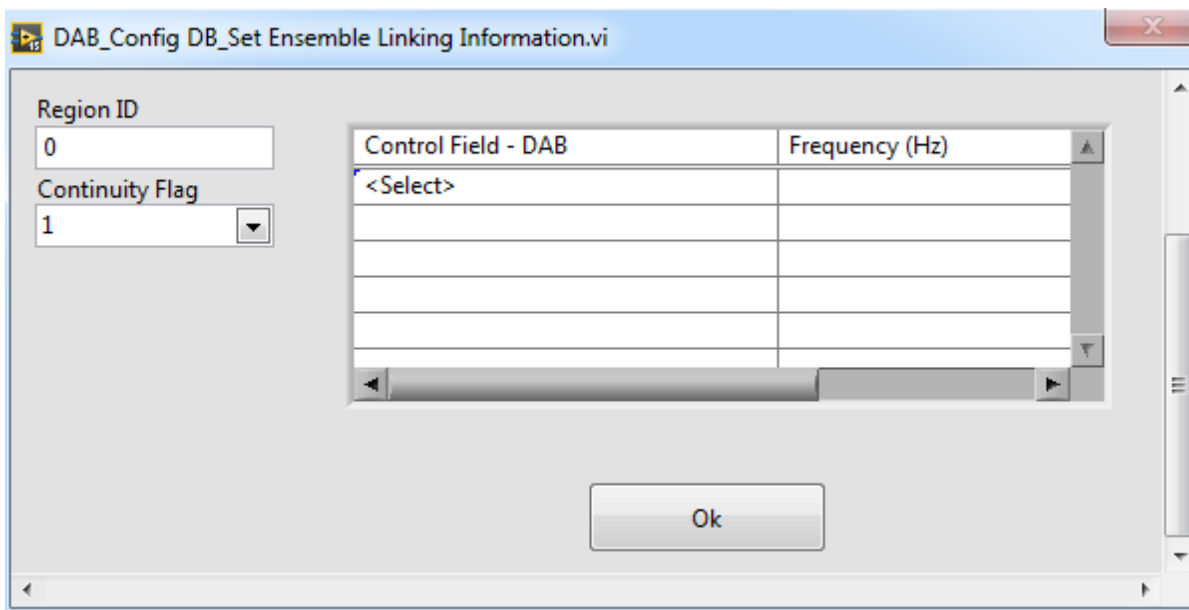 DAB_Config DB_Set Ensemble Linking Information.vi
Region ID
0
Continuity Flag
1
Control Field - DAB Frequency (Hz)
<Select>
Ok